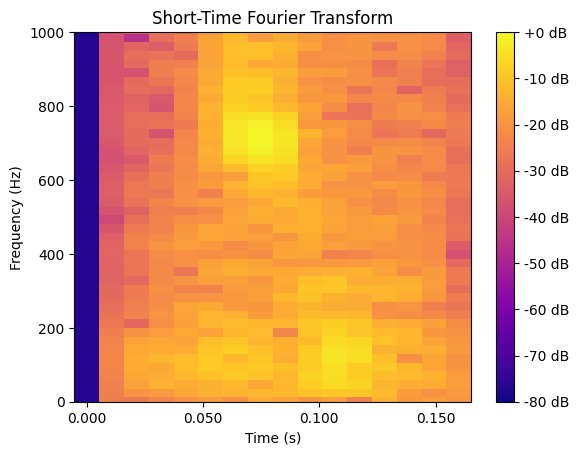 Short-Time Fourier Transform
Frequency (Hz)
1000
800
600
400
200
0
0.000
0.050
0.100
0.150
Time (s)
+0 dB
-10 dB
-20 dB
-30 dB
-40 dB
-50 dB
-60 dB
-70 dB
-80 dB